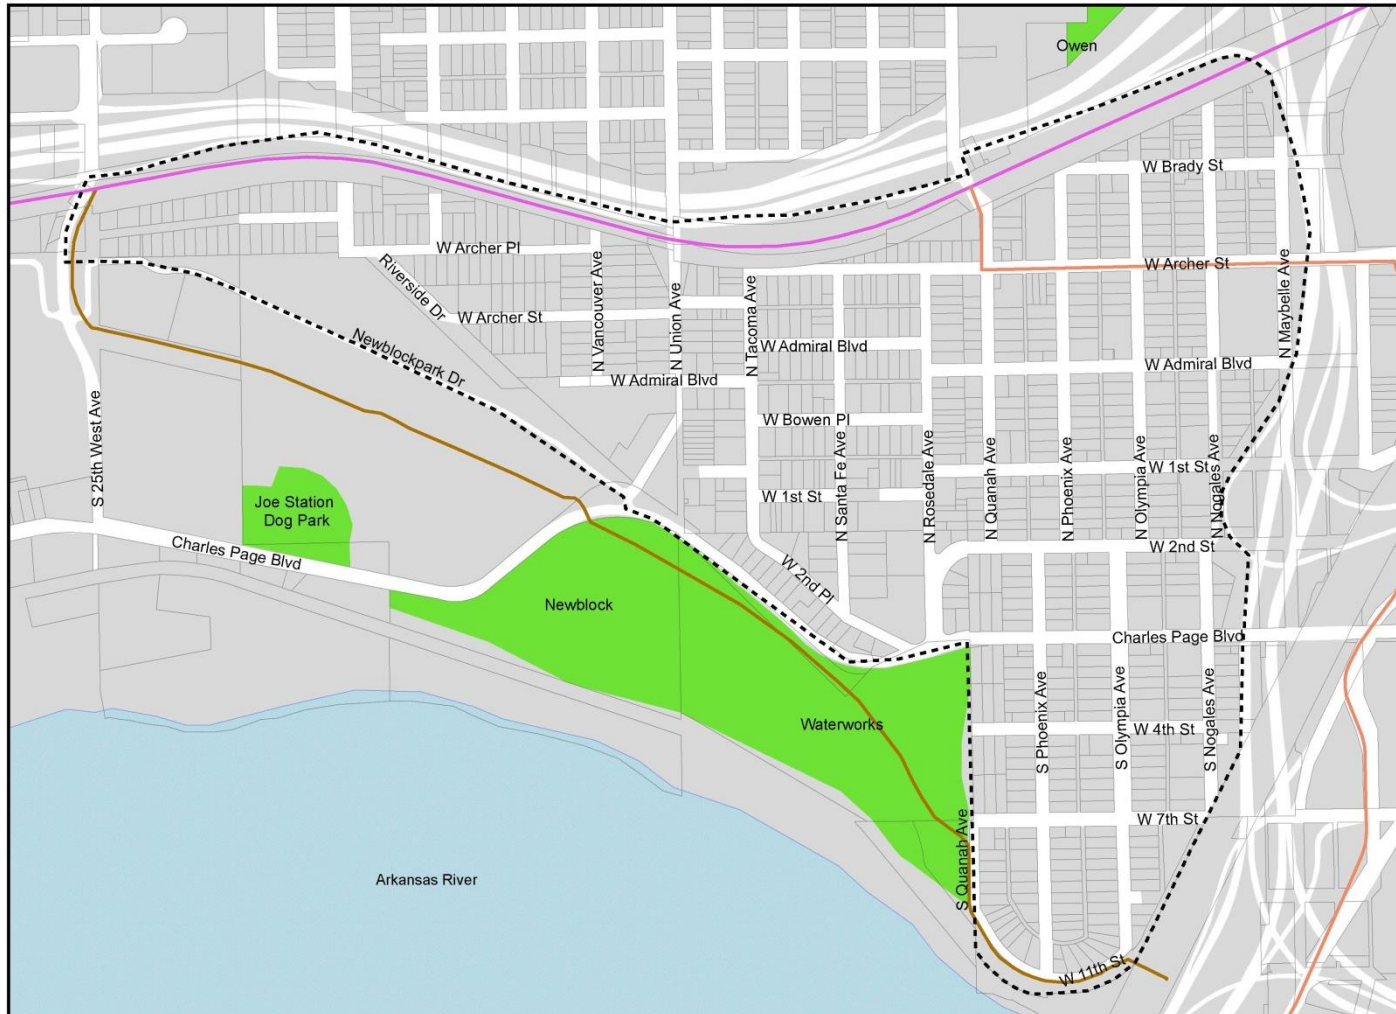 Owen
W Brady St
W Archer Pl
Riverside Dr
N Vancouver Ave
N Union Ave
N Tacoma Ave
W Archer St
N Maybelle Ave
W Archer St
W Admiral Blvd
Newblockpark Dr
W Admiral Blvd
W Admiral Blvd
S 25th West Ave
W Bowen Pl
N Santa Fe Ave
N Rosedale Ave
N Quanah Ave
N Phoenix Ave
N Olympia Ave
N Nogales Ave
W 1st St
W 1st St
Joe Station
Dog Park
Charles Page Blvd
W 2nd St
W 2nd Pl
Newblock
Charles Page Blvd
Waterworks
S Phoenix Ave
S Olympia Ave
S Nogales Ave
W 4th St
W 7th St
S Quanah Ave
Arkansas River
W 11th St